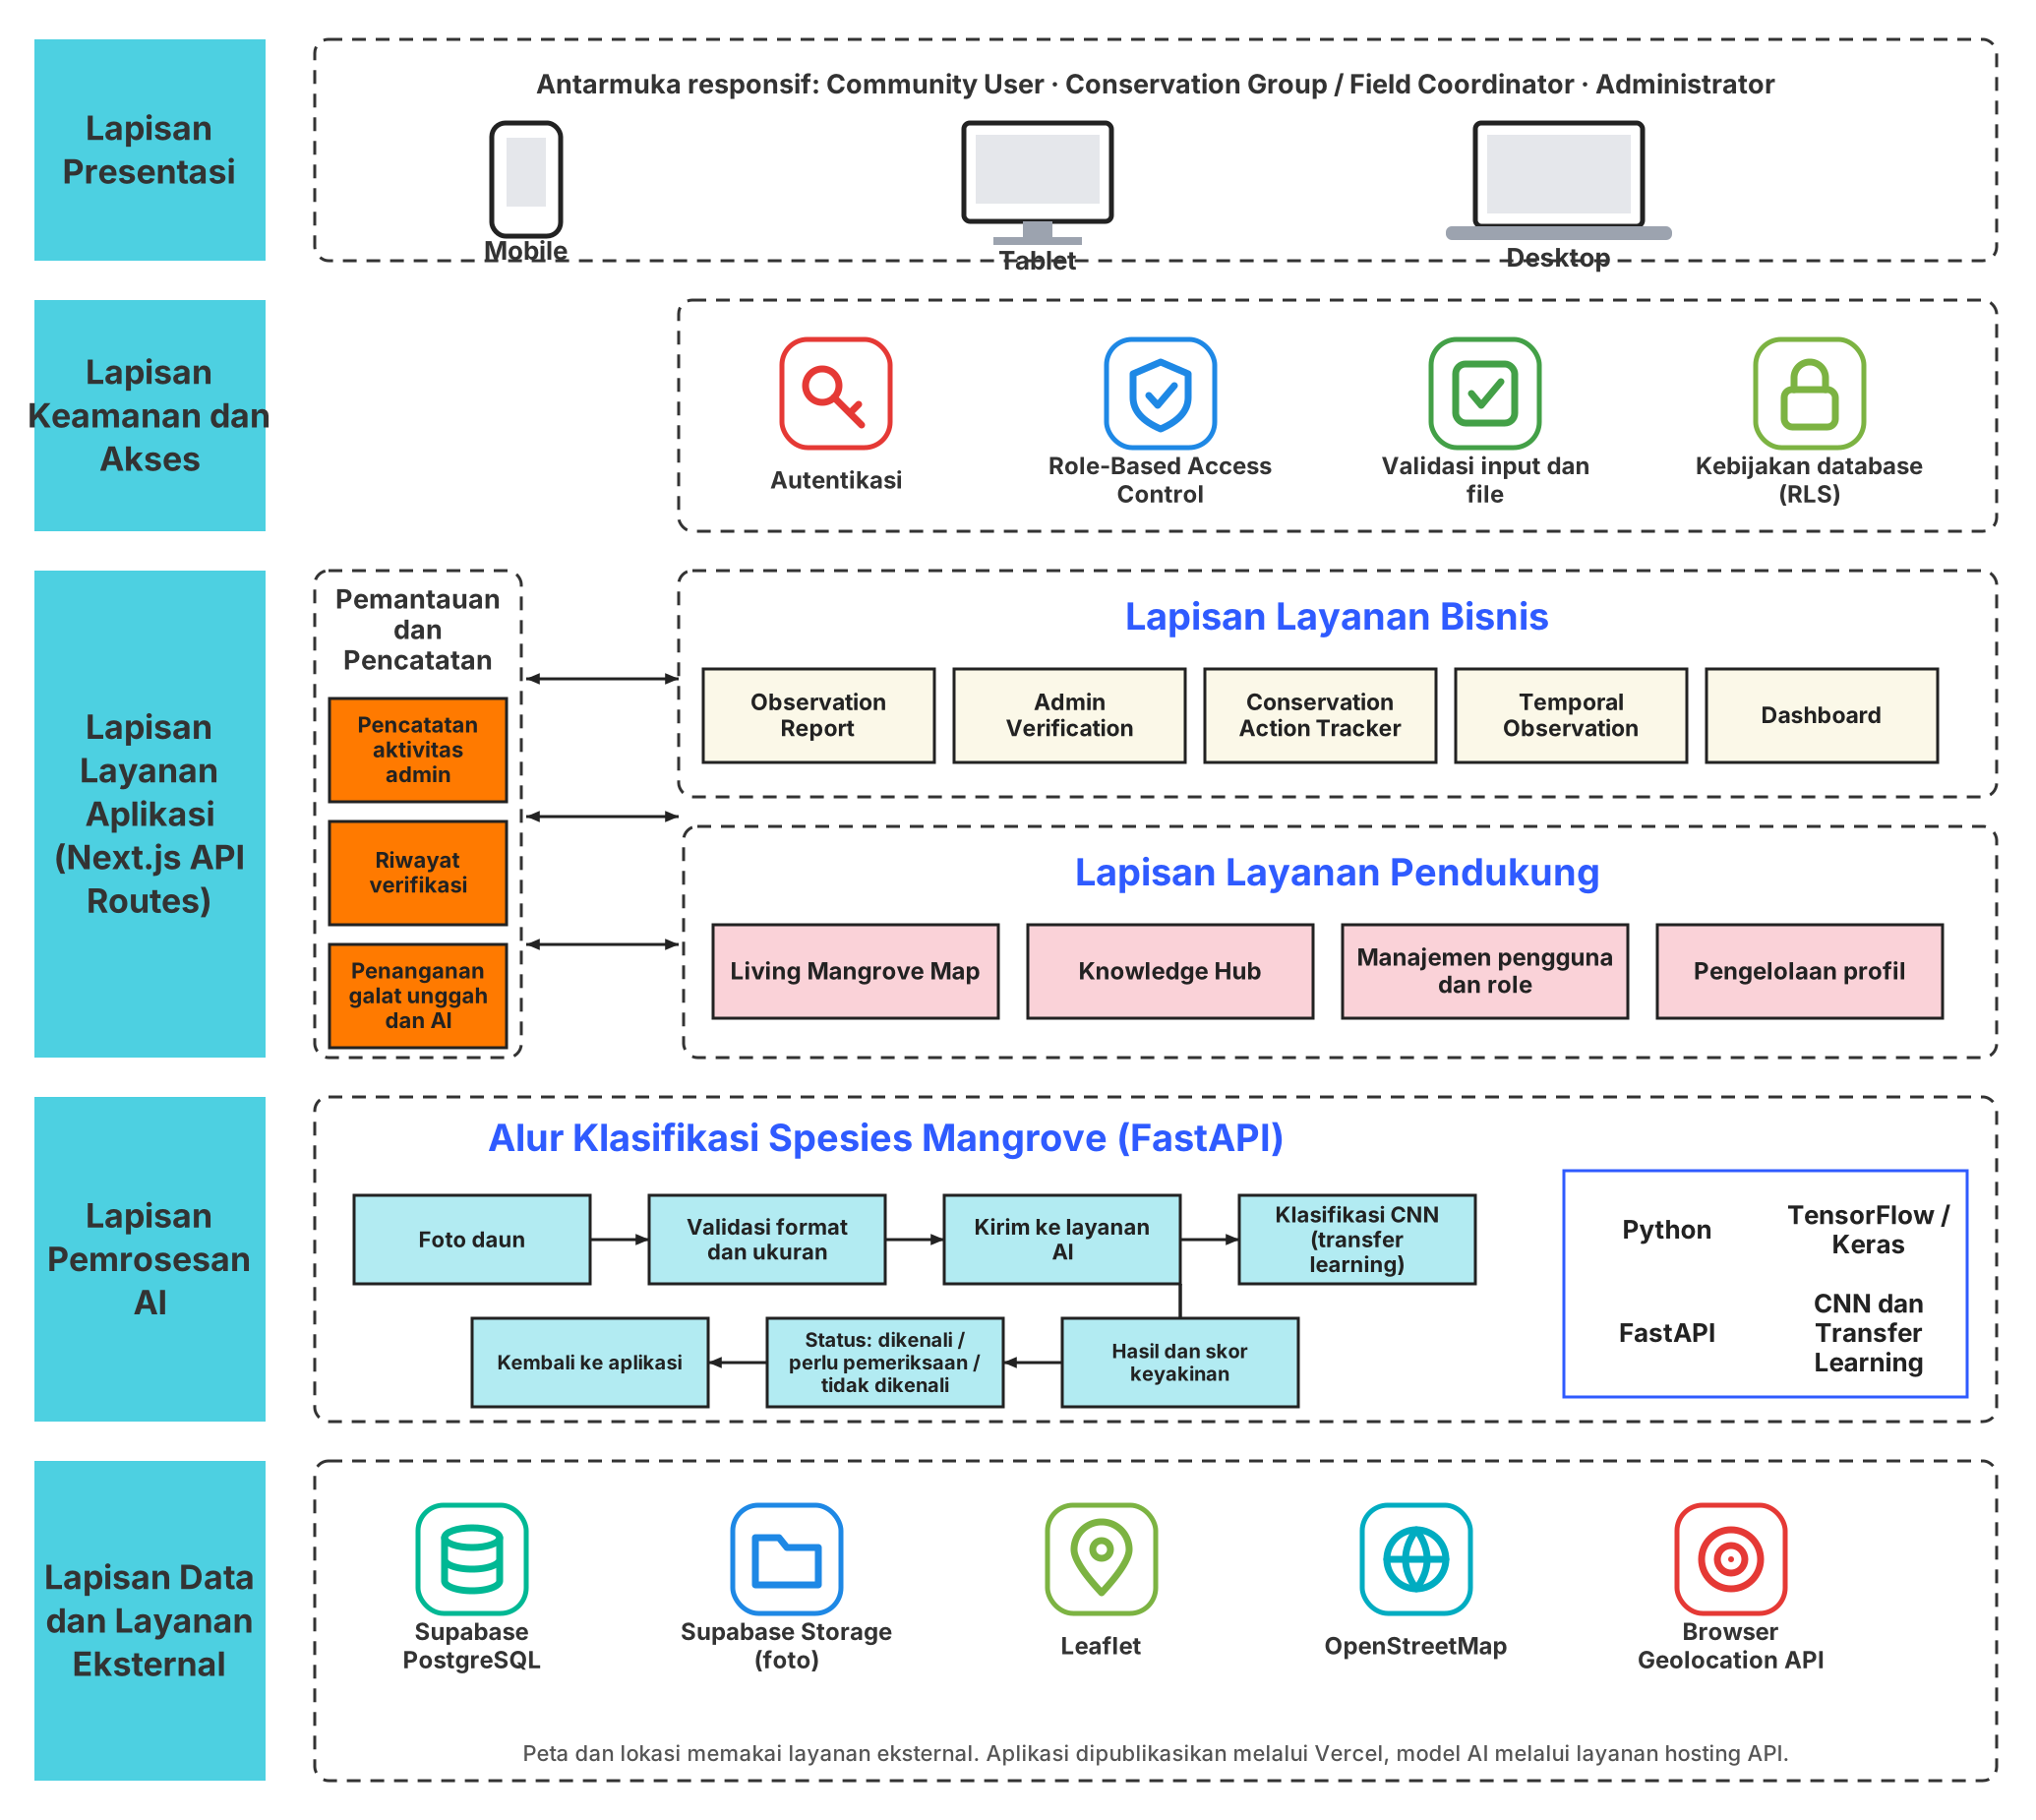 Lapisan
Presentasi
Antarmuka responsif: Community User · Conservation Group / Field Coordinator · Administrator
Mobile
Tablet
Desktop
Lapisan
Keamanan dan
Akses
Autentikasi
Role-Based Access
Control
Validasi input dan
file
Kebijakan database
(RLS)
Lapisan
Layanan
Aplikasi
(Next.js API
Routes)
Pemantauan
dan
Pencatatan
Pencatatan
aktivitas
admin
Riwayat
verifikasi
Penanganan
galat unggah
dan AI
Lapisan Layanan Bisnis
Observation
Report
Admin
Verification
Conservation
Action Tracker
Temporal
Observation
Dashboard
Lapisan Layanan Pendukung
Living Mangrove Map
Knowledge Hub
Manajemen pengguna
dan role
Pengelolaan profil
Lapisan
Pemrosesan
AI
Alur Klasifikasi Spesies Mangrove (FastAPI)
Foto daun
Validasi format
dan ukuran
Kirim ke layanan
AI
Klasifikasi CNN
(transfer
learning)
Kembali ke aplikasi
Status: dikenali /
perlu pemeriksaan /
tidak dikenali
Hasil dan skor
keyakinan
Python
TensorFlow /
Keras
FastAPI
CNN dan
Transfer
Learning
Lapisan Data
dan Layanan
Eksternal
Supabase
PostgreSQL
Supabase Storage
(foto)
Leaflet
OpenStreetMap
Browser
Geolocation API
Peta dan lokasi memakai layanan eksternal. Aplikasi dipublikasikan melalui Vercel, model AI melalui layanan hosting API.